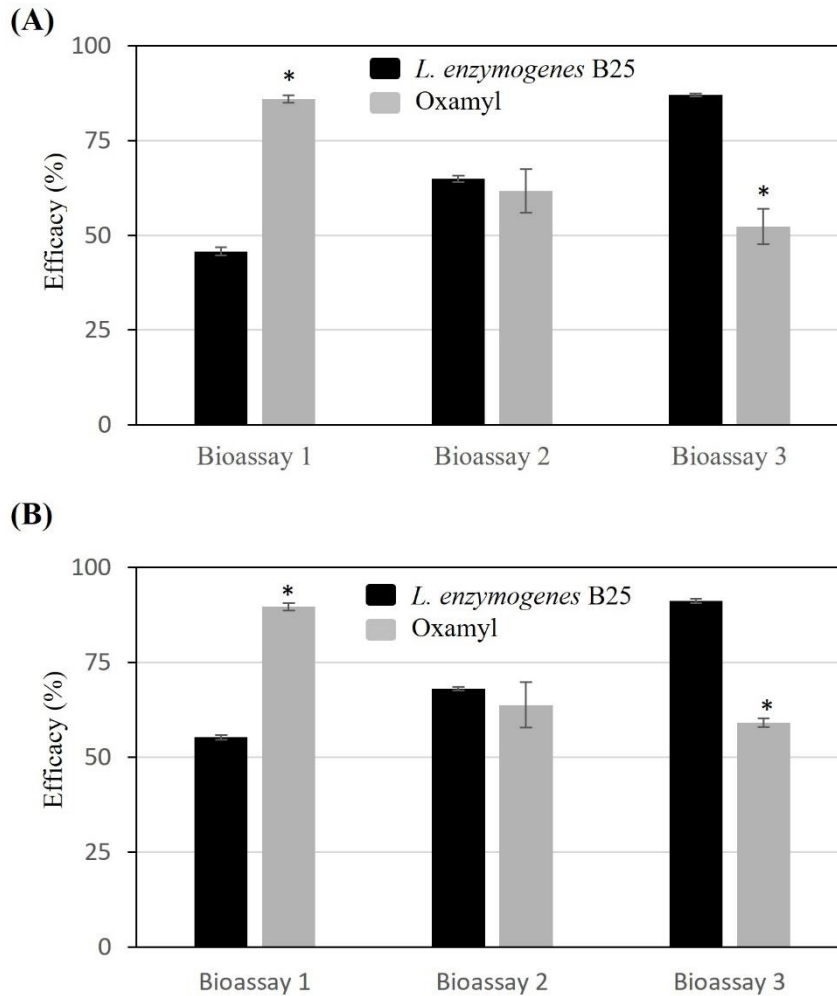 (A)
100
75
50
25
0
Efficacy (%)
L. enzymogenes B25
Oxamyl
*
*
Bioassay 1
Bioassay 2
Bioassay 3
(B)
100
75
50
25
0
Efficacy (%)
L. enzymogenes B25
Oxamyl
*
*
Bioassay 1
Bioassay 2
Bioassay 3